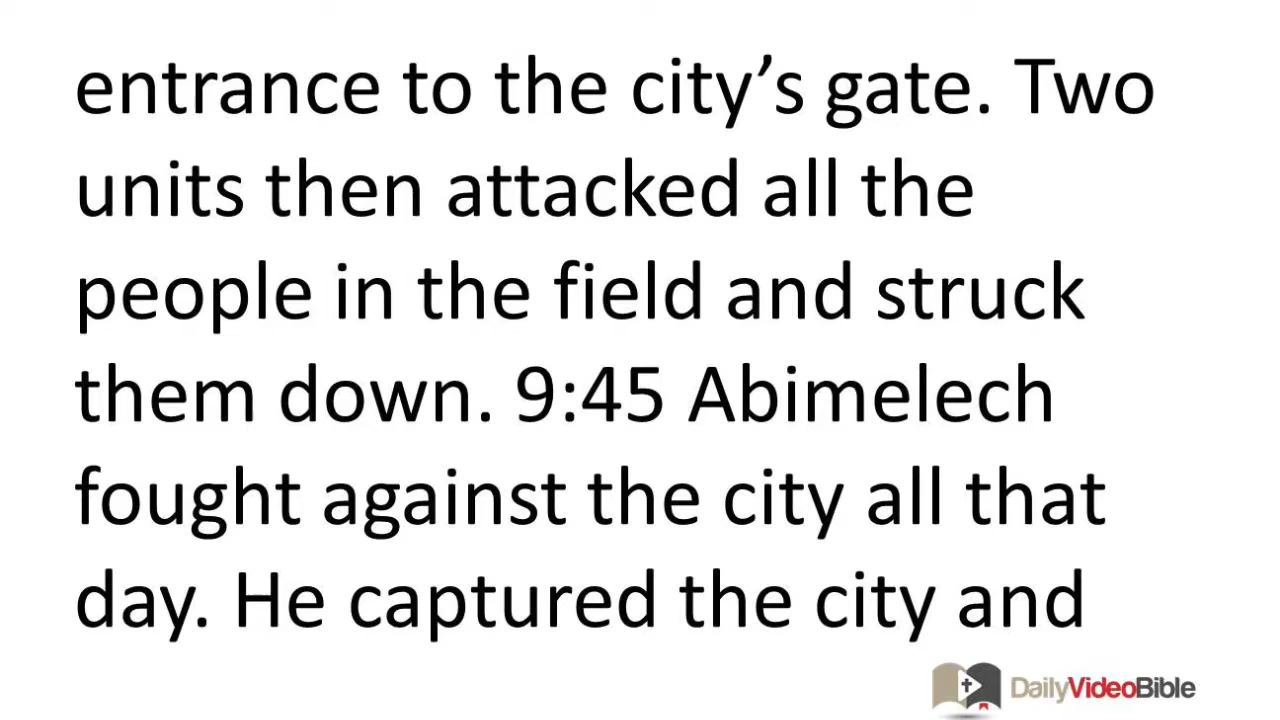 entrance to the city’s gate. Two
units then attacked all the
people in the field and struck
them down. 9:45 Abimelech
fought against the city all that
day. He captured the city and
DailyVideoBible